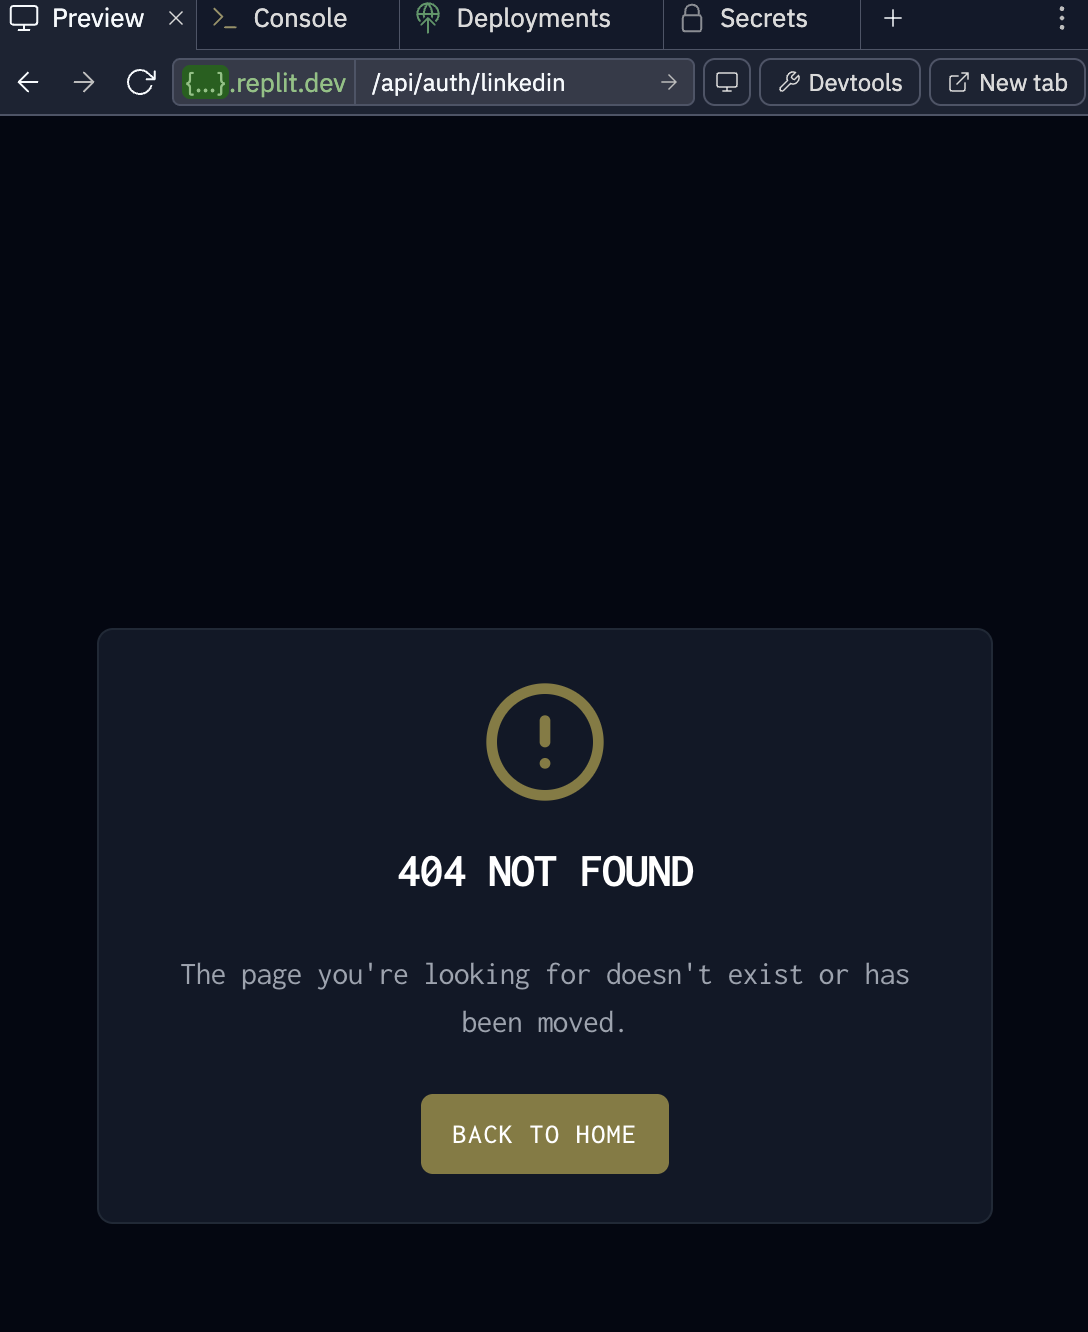 Preview
Console
Deployments
Secrets
{...}.replit.dev /api/auth/linkedin
Devtools
New tab
404 NOT FOUND
The page you're looking for doesn't exist or has
been moved.
BACK TO HOME